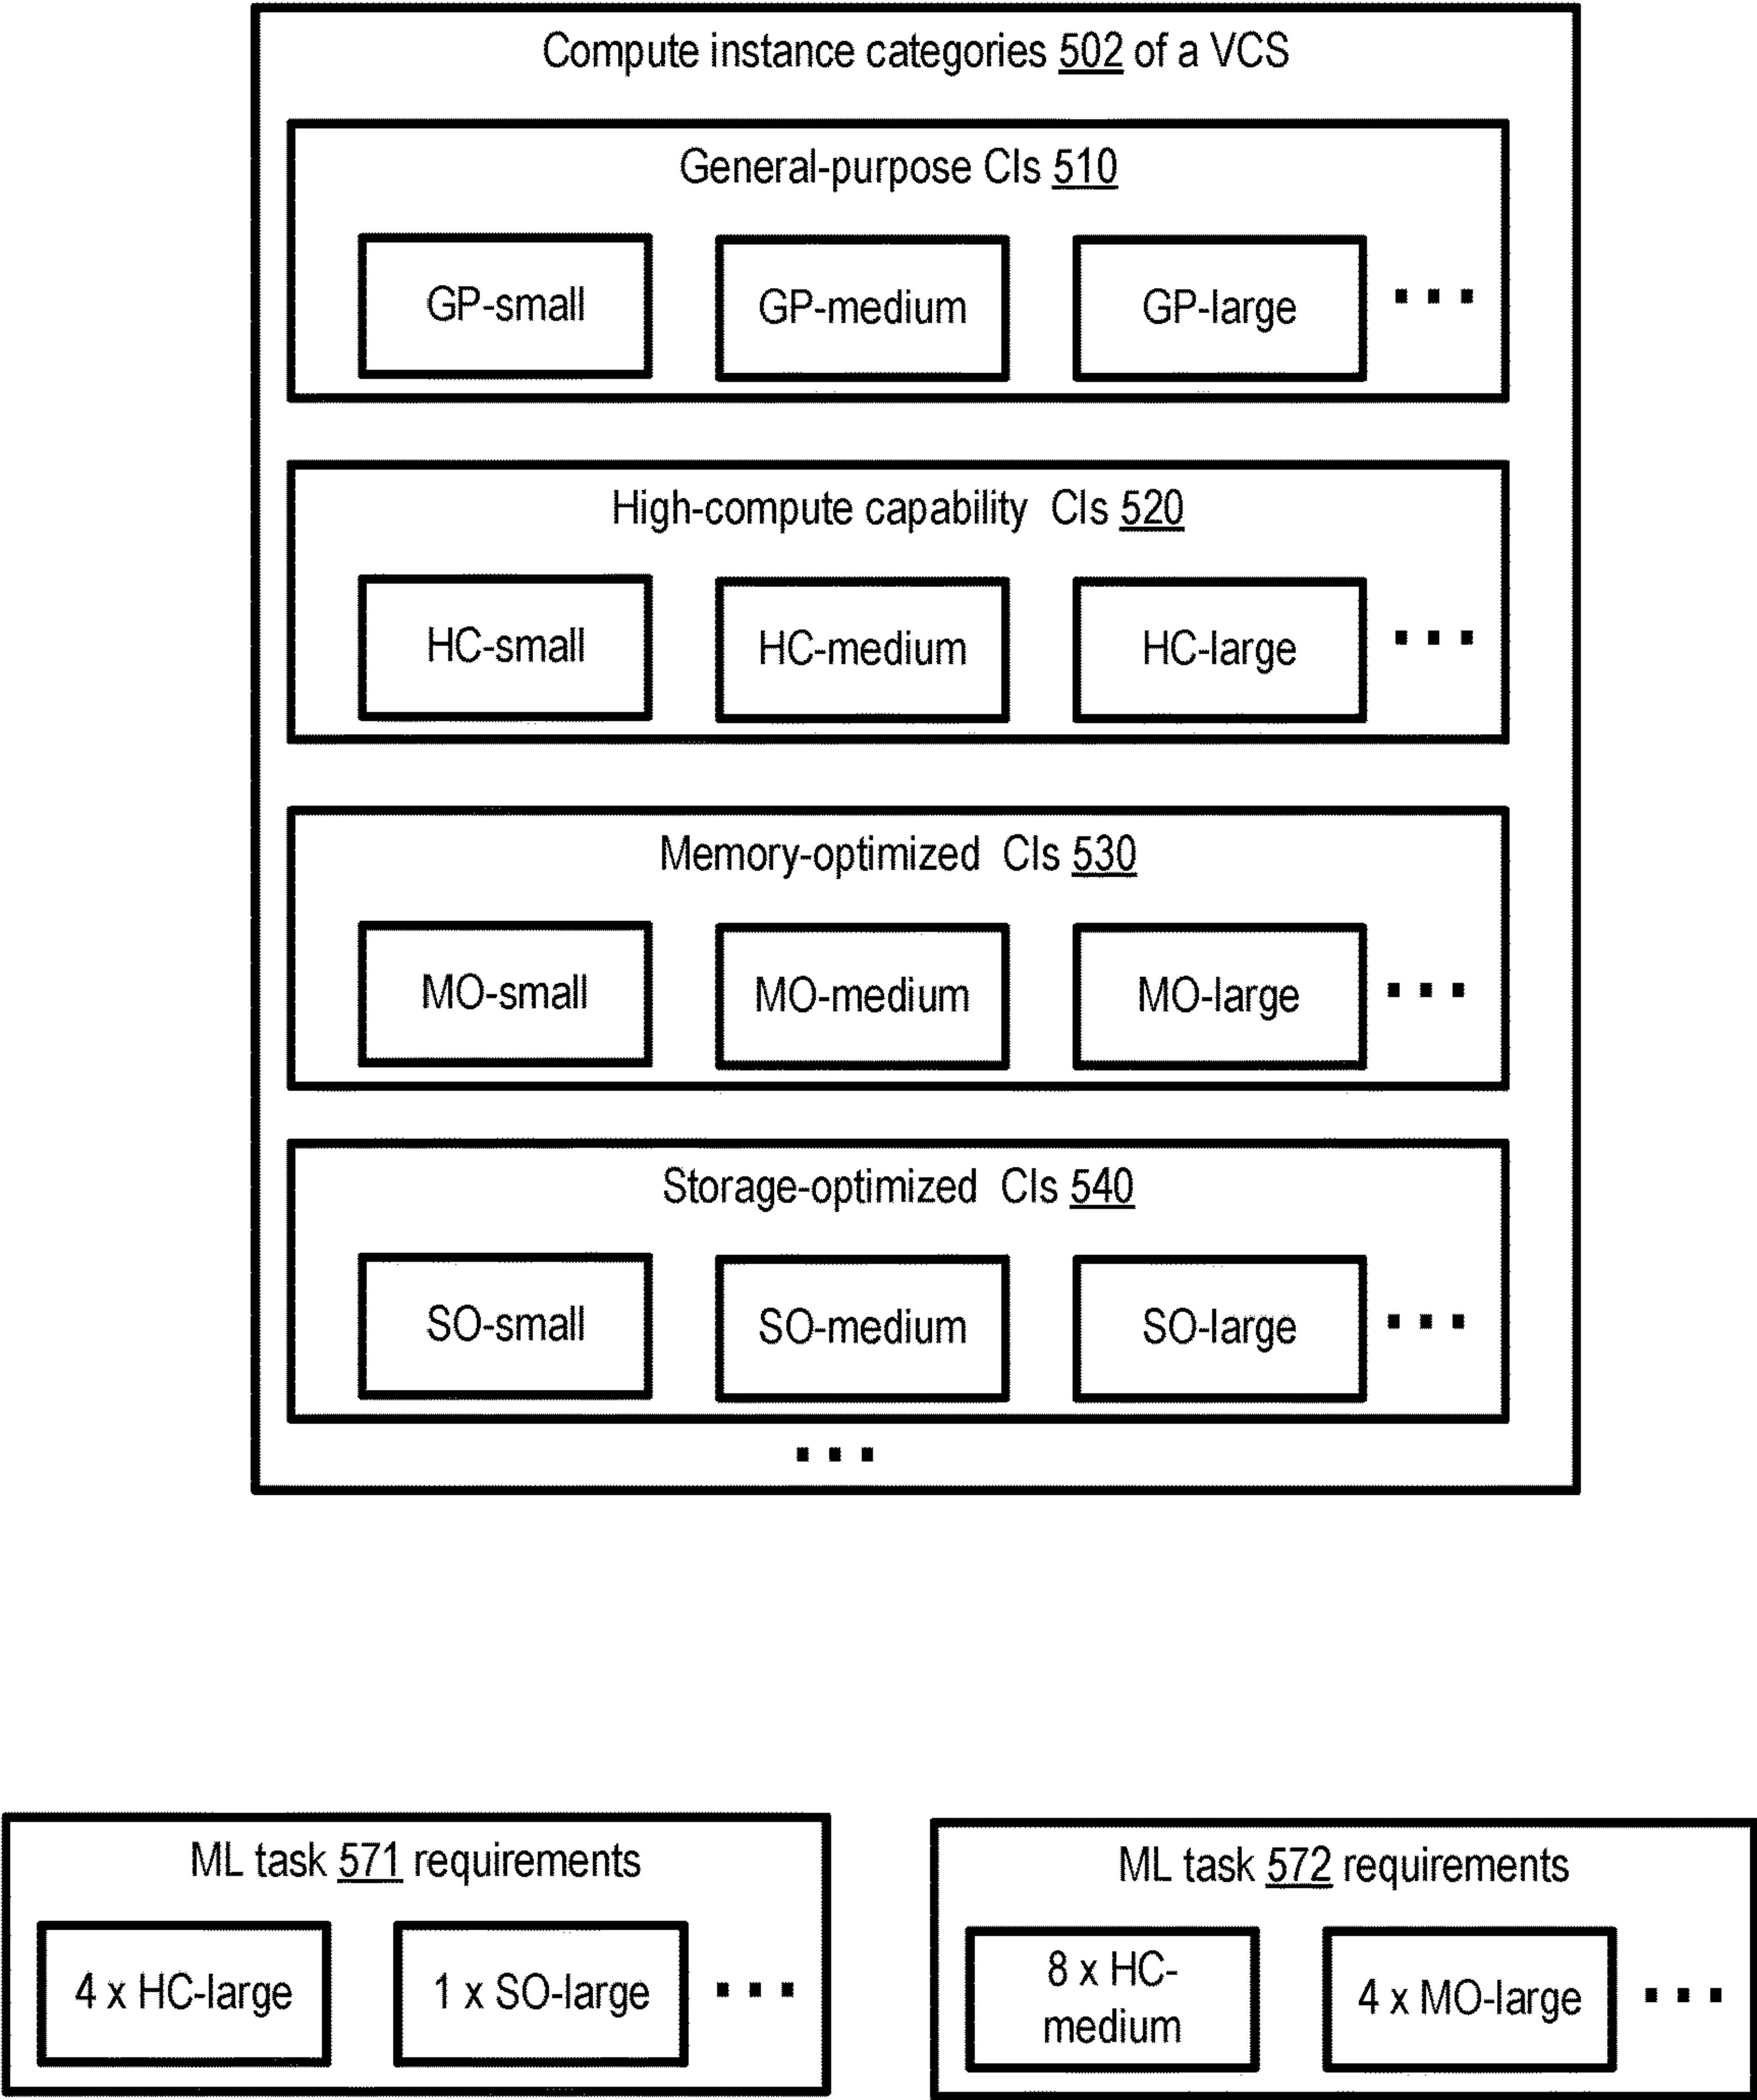 Compute instance categories 502 of a VCS
General-purpose CIs 510
GP-small
GP-medium
GP-large
...
High-compute capability CIs 520
HC-small
HC-medium
HC-large
...
Memory-optimized CIs 530
MO-small
MO-medium
MO-large
...
Storage-optimized CIs 540
SO-small
SO-medium
SO-large
...
...
ML task 571 requirements
4 x HC-large
1 x SO-large
...
ML task 572 requirements
8 x HC-
medium
4 x MO-large
...